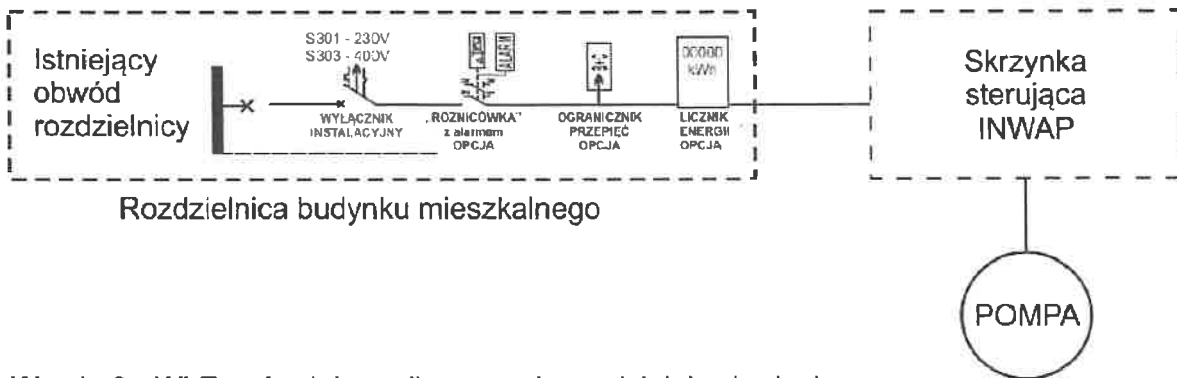 Istniejący
obwód
rozdzielnicy
S301 - 230V
S303 - 400V
WYŁĄCZNIK
INSTALACYJNY
ALARM
„ROZNICÓWKA"
z alarmem
OPCJA
OGRANICZNIK
PRZEPIĘĆ
OPCJA
00000
kWh
LICZNIK
ENERGII
OPCJA
Skrzynka
sterująca
INWAP
Rozdzielnica budynku mieszkalnego
POMPA